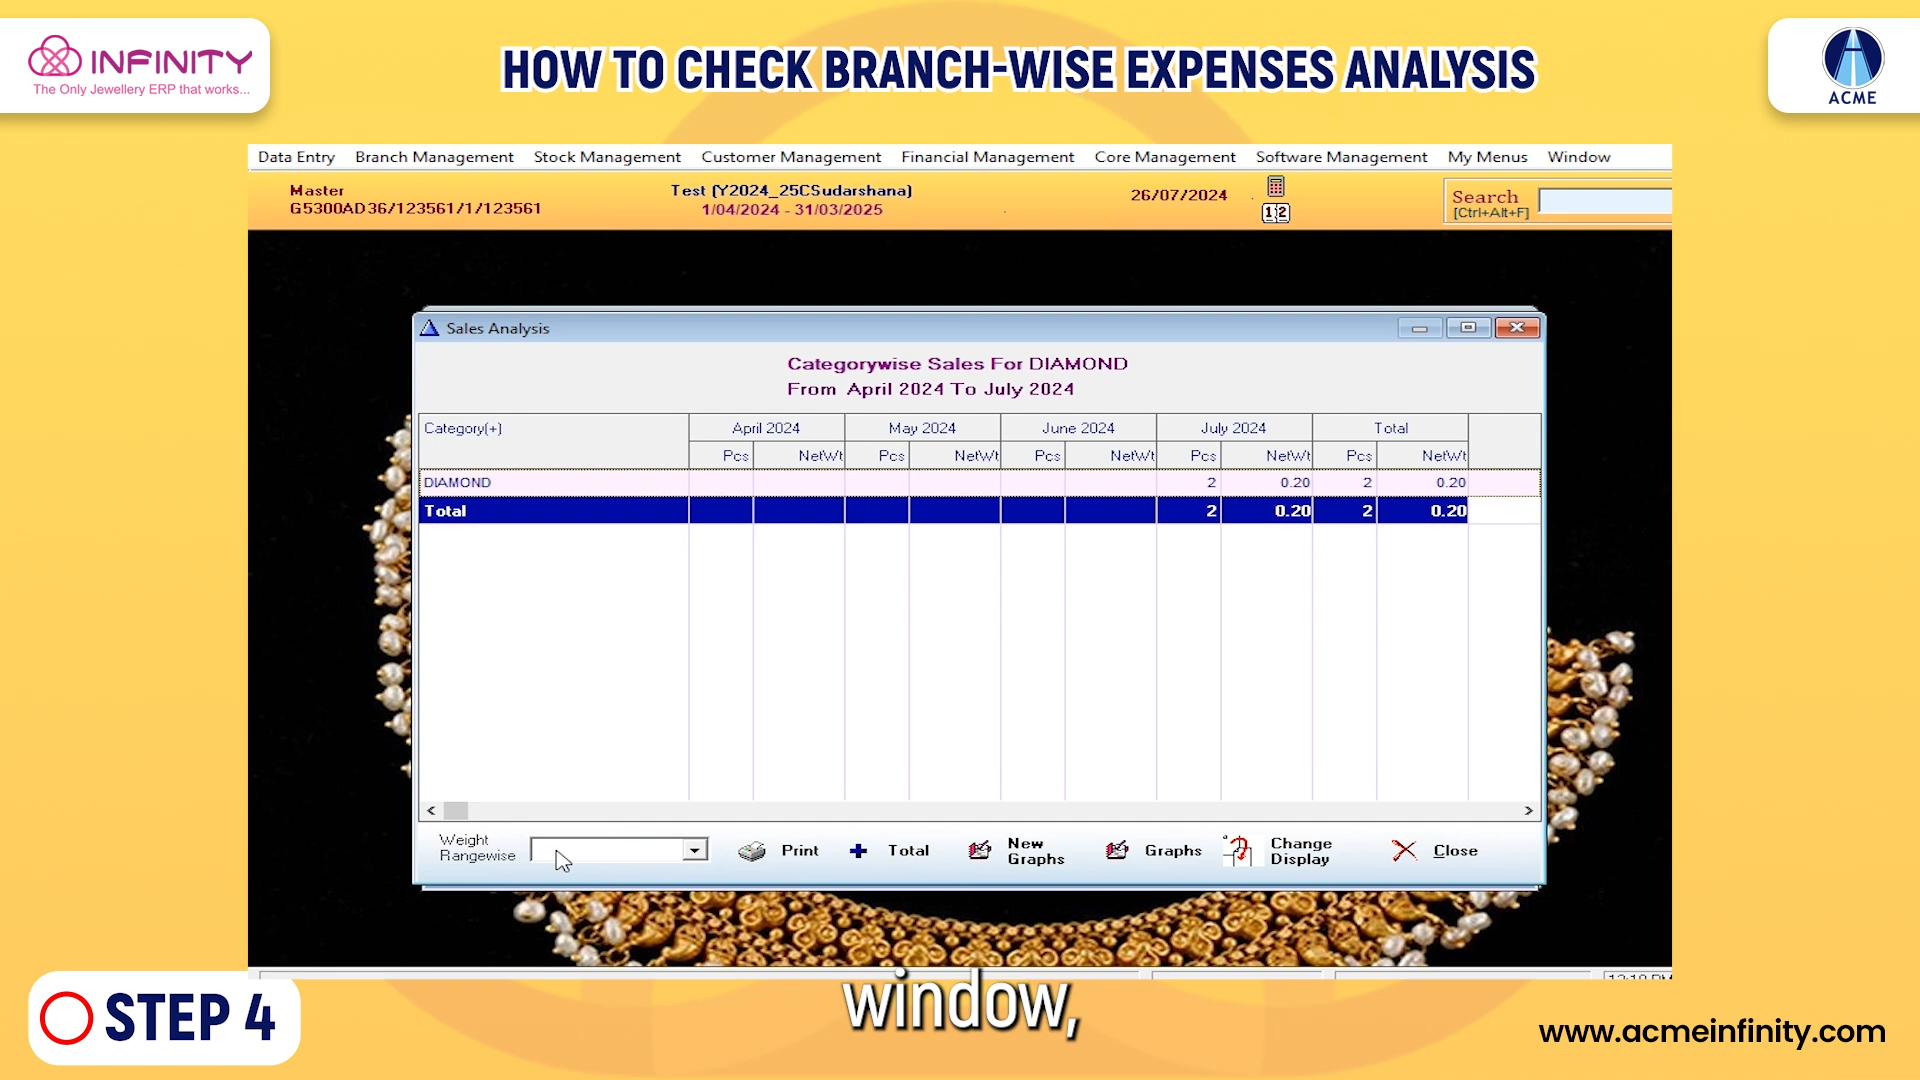 INFINITY
The Only Jewellery ERP that works...
HOW TO CHECK BRANCH-WISE EXPENSES ANALYSIS
ACME
Data Entry Branch Management Stock Management Customer Management Financial Management Core Management Software Management My Menus Window
Master
G5300AD36/123561/1/123561
Test (Y2024_25CSudarshana)
1/04/2024 - 31/03/2025
26/07/2024
1 2
Search
[Ctrl+Alt+F]
Sales Analysis
Categorywise Sales For DIAMOND
From April 2024 To July 2024
Category(+) April 2024 May 2024 June 2024 July 2024 Total
Pcs NetWt Pcs NetWt Pcs NetWt Pcs NetWt Pcs NetWt
DIAMOND 2 0.20 2 0.20
Total 2 0.20 2 0.20
Weight
Rangewise
Print
Total
New
Graphs
Graphs
Change
Display
Close
STEP 4
window,
www.acmeinfinity.com